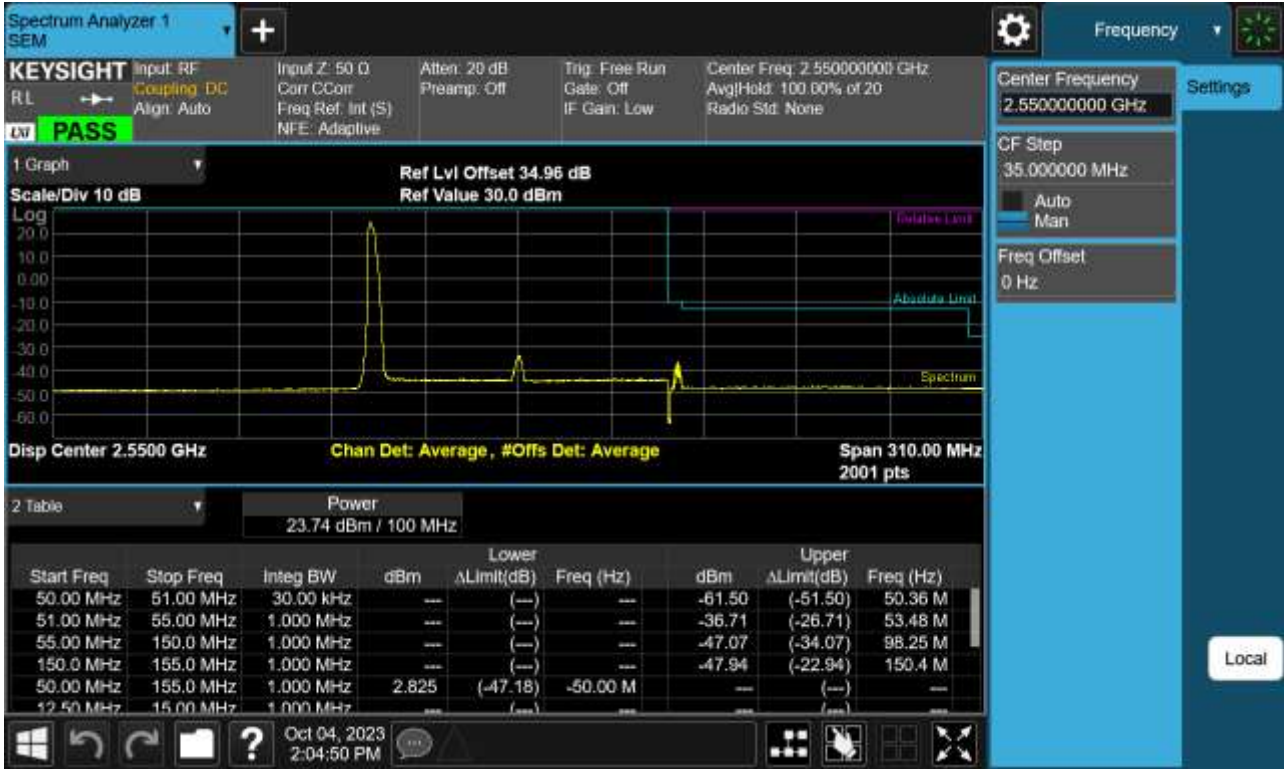 Spectrum Analyzer 1
SEM
Frequency
KEYSIGHT Input: RF Input Z: 50 Ω Atten: 20 dB Trig: Free Run Center Freq: 2.550000000 GHz
RL Coupling: DC Corr CCorr Preamp: Off Gate: Off Avg|Hold: 100.00% of 20
Align: Auto Freq Ref: Int (S) IF Gain: Low Radio Std: None
LXI PASS NFE: Adaptive
Center Frequency
2.550000000 GHz
Settings
CF Step
35.000000 MHz
Auto
Man
Freq Offset
0 Hz
1 Graph
Ref Lvl Offset 34.96 dB
Scale/Div 10 dB Ref Value 30.0 dBm
Log
Relative Limit
20.0
10.0
0.00
-10.0 Absolute Limit
-20.0
-30.0
-40.0 Spectrum
-50.0
-60.0
Disp Center 2.5500 GHz Chan Det: Average, #Offs Det: Average Span 310.00 MHz
2001 pts
2 Table Power
23.74 dBm / 100 MHz
Lower Upper
Start Freq Stop Freq Integ BW dBm ΔLimit(dB) Freq (Hz) dBm ΔLimit(dB) Freq (Hz)
50.00 MHz 51.00 MHz 30.00 kHz --- (---) --- -61.50 (-51.50) 50.36 M
51.00 MHz 55.00 MHz 1.000 MHz --- (---) --- -36.71 (-26.71) 53.48 M
55.00 MHz 150.0 MHz 1.000 MHz --- (---) --- -47.07 (-34.07) 98.25 M
150.0 MHz 155.0 MHz 1.000 MHz --- (---) --- -47.94 (-22.94) 150.4 M
50.00 MHz 155.0 MHz 1.000 MHz 2.825 (-47.18) -50.00 M --- (---) ---
12.50 MHz 15.00 MHz 1.000 MHz --- (---) --- --- (---) ---
Local
Oct 04, 2023
2:04:50 PM